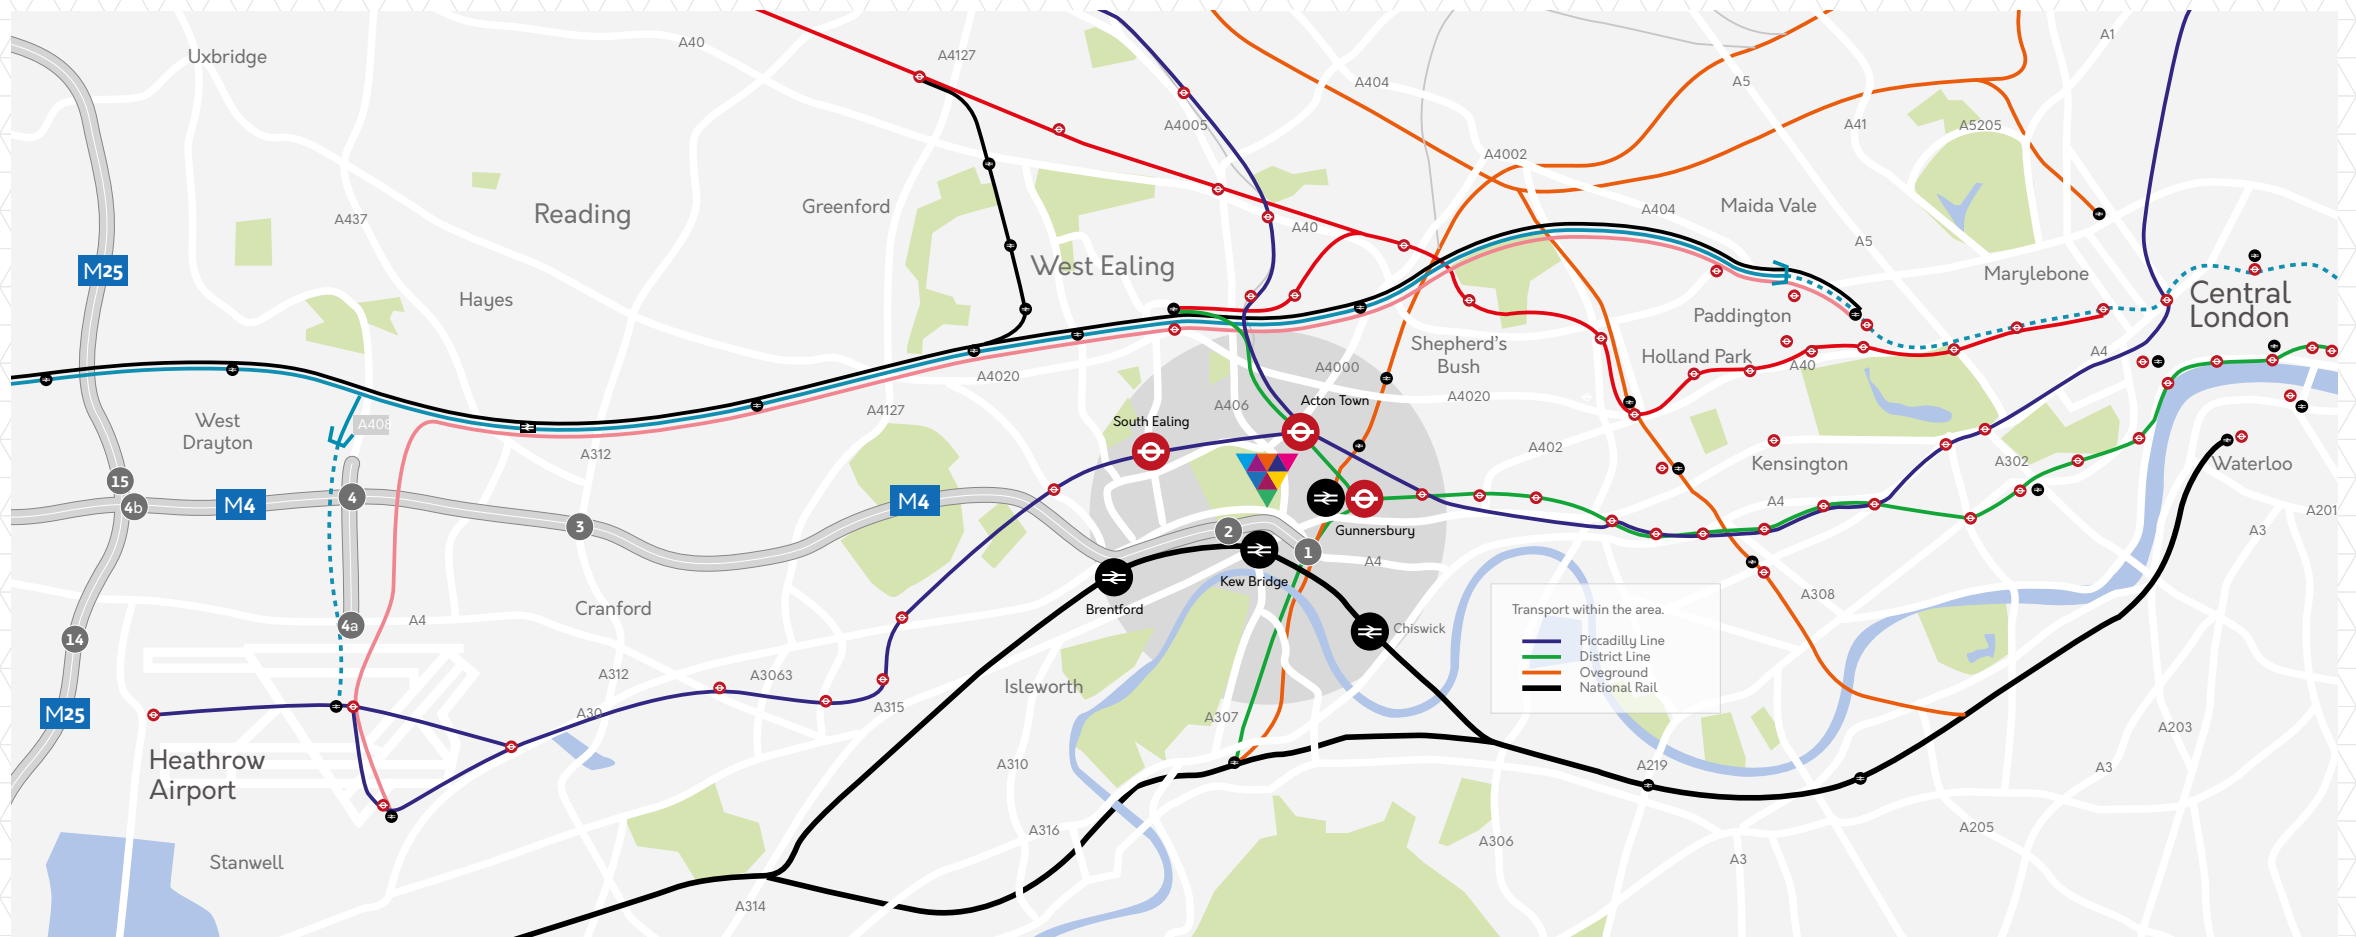 Uxbridge
A40
A4127
A404
A5
A1
A4005
A4002
A41
A5205
Reading
Greenford
A437
A40
A404
Maida Vale
A5
West Ealing
M25
Hayes
Marylebone
Central
London
Paddington
Shepherd's
Bush
Holland Park
A40
A4
A4000
A4020
A4020
A4127
A406
Acton Town
South Ealing
West
Drayton
A408
A312
A402
Kensington
A302
Waterloo
15
4b
M4
4
3
M4
2
1
Gunnersbury
A4
A4
A201
A3
Kew Bridge
Brentford
Chiswick
Cranford
A4
4a
14
A308
Transport within the area.
Piccadilly Line
District Line
Oveground
National Rail
A312
A3063
Isleworth
A315
A30
A307
M25
A203
Heathrow
Airport
A310
A219
A3
A316
A306
A205
A3
Stanwell
A314